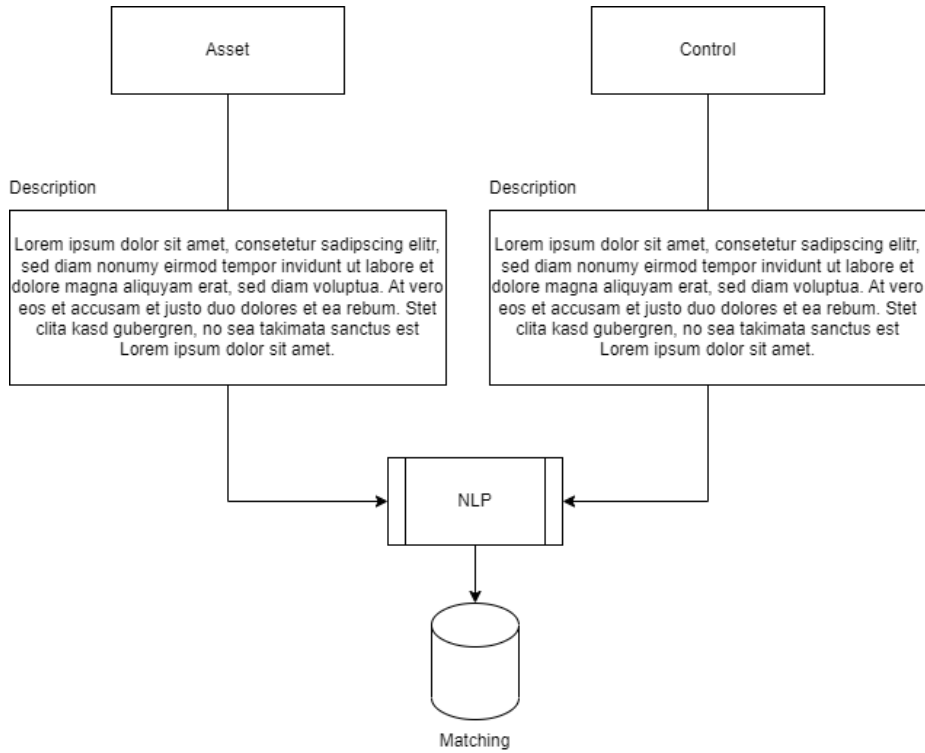 Asset
Control
Description
Lorem ipsum dolor sit amet, consetetur sadipscing elitr,
sed diam nonumy eirmod tempor invidunt ut labore et
dolore magna aliquyam erat, sed diam voluptua. At vero
eos et accusam et justo duo dolores et ea rebum. Stet
clita kasd gubergren, no sea takimata sanctus est
Lorem ipsum dolor sit amet.
Description
Lorem ipsum dolor sit amet, consetetur sadipscing elitr,
sed diam nonumy eirmod tempor invidunt ut labore et
dolore magna aliquyam erat, sed diam voluptua. At vero
eos et accusam et justo duo dolores et ea rebum. Stet
clita kasd gubergren, no sea takimata sanctus est
Lorem ipsum dolor sit amet.
NLP
Matching